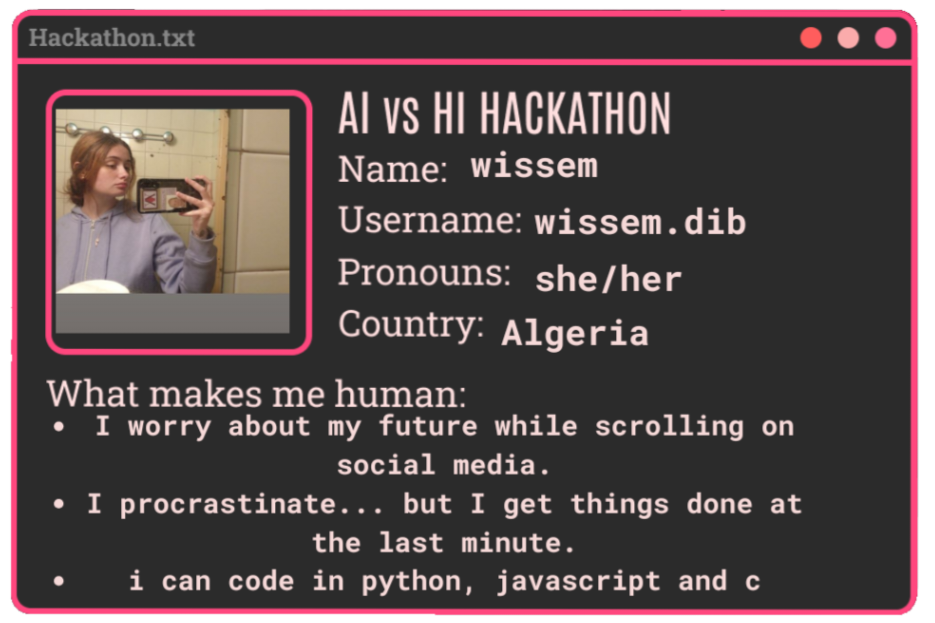 Hackathon.txt
AI vs HI HACKATHON
Name: wissem
Username: wissem.dib
Pronouns: she/her
Country: Algeria
What makes me human:
• I worry about my future while scrolling on
social media.
• I procrastinate... but I get things done at
the last minute.
• i can code in python, javascript and c